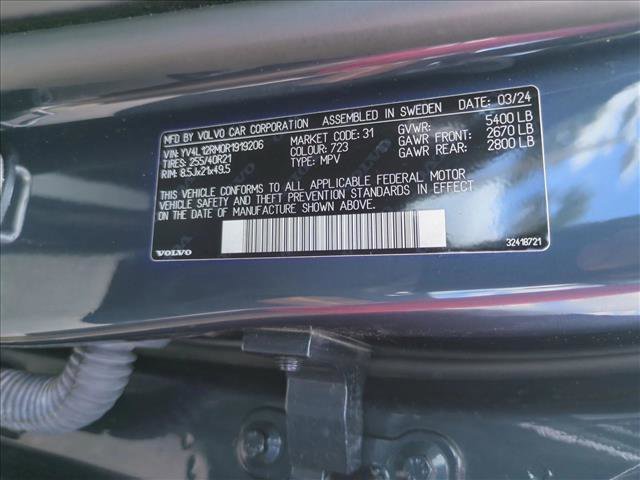 MFD BY VOLVO CAR CORPORATION ASSEMBLED IN SWEDEN DATE: 03/24
VIN: YV4L12RM0R1919206 MARKET CODE: 31 GVWR: 5400 LB
TIRES: 255/40R21 COLOUR: 723 GAWR FRONT: 2670 LB
RIM: 8.5Jx21x49.5 TYPE: MPV GAWR REAR: 2800 LB
THIS VEHICLE CONFORMS TO ALL APPLICABLE FEDERAL MOTOR
VEHICLE SAFETY AND THEFT PREVENTION STANDARDS IN EFFECT
ON THE DATE OF MANUFACTURE SHOWN ABOVE.
VOLVO 32418721